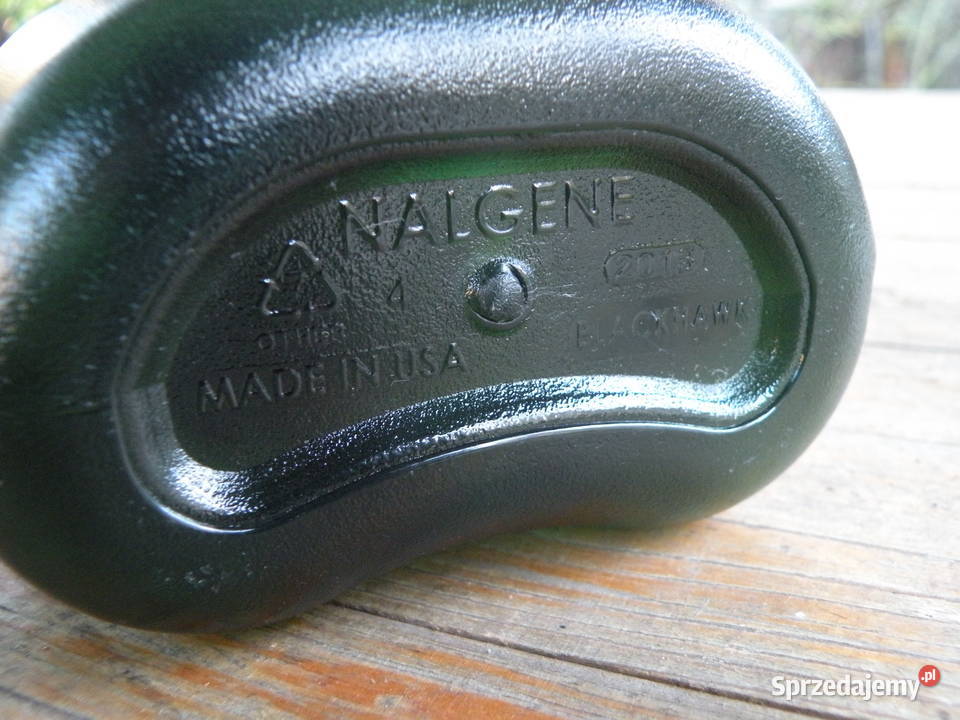 NALGENE
4
2013
OTHER
BLACKHAWK
MADE IN USA
Sprzedajemy.pl